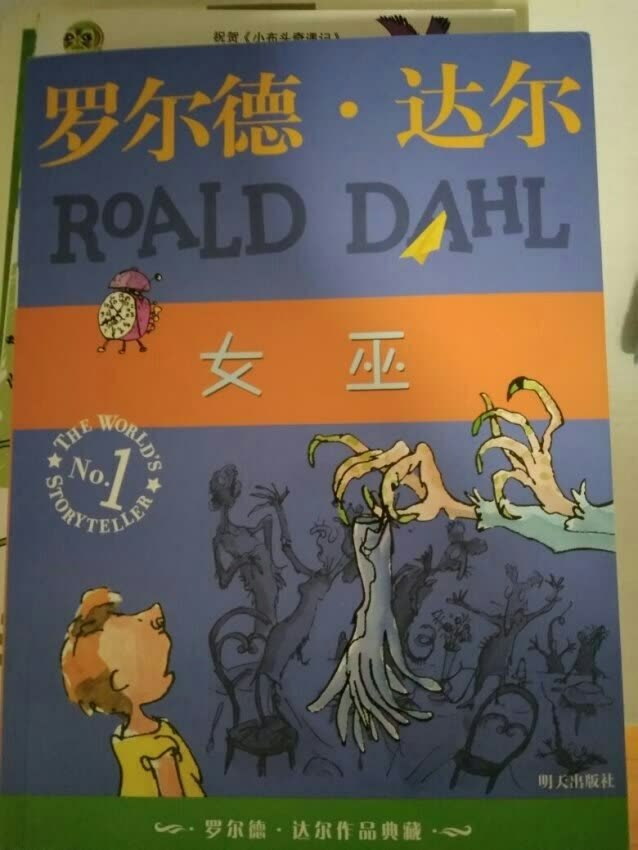 祝贺《小布头奇遇记》
罗尔德·达尔
ROALD DAHL
女巫
THE WORLD'S
No.1
STORYTELLER
明天出版社
罗尔德·达尔作品典藏